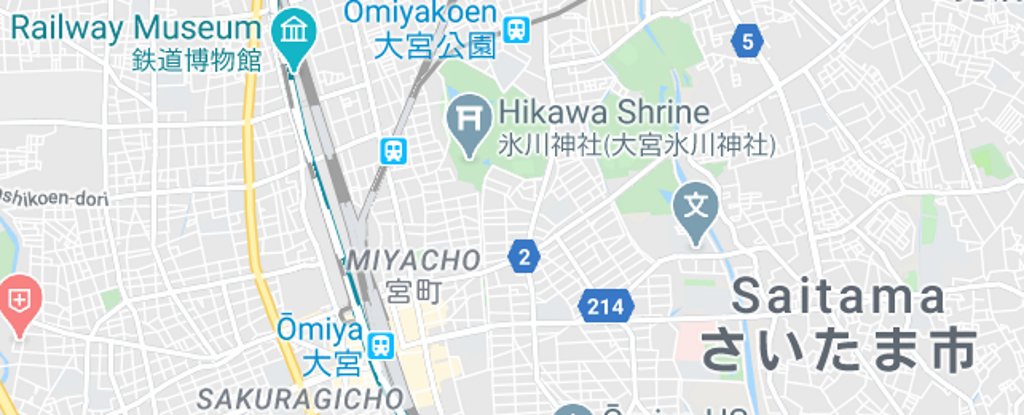 Ōmiyakoen
大宮公園
Railway Museum
鉄道博物館
5
Hikawa Shrine
氷川神社(大宮氷川神社)
文
MIYACHO
宮町
2
214
Saitama
さいたま市
Ōmiya
大宮
SAKURAGICHO